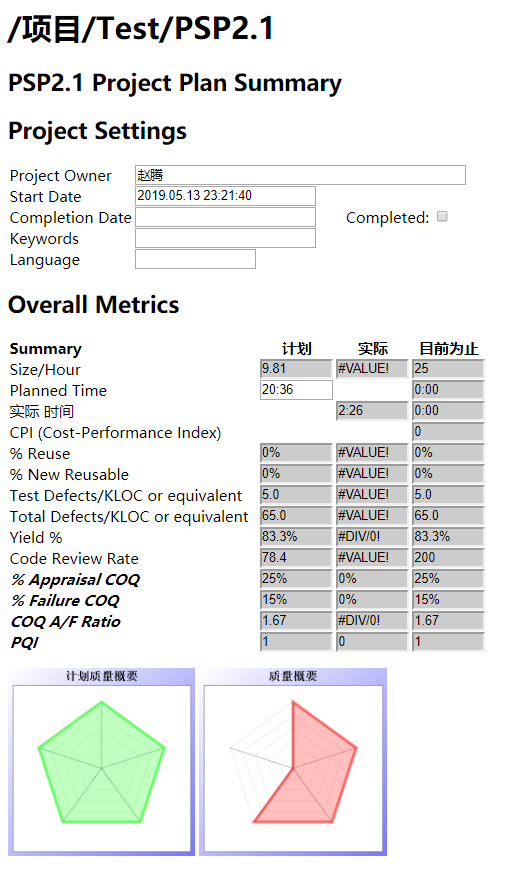 /项目/Test/PSP2.1
PSP2.1 Project Plan Summary
Project Settings
Project Owner 赵腾
Start Date 2019.05.13 23:21:40
Completion Date Completed:
Keywords
Language
Overall Metrics
Summary 计划 实际 目前为止
Size/Hour 9.81 #VALUE! 25
Planned Time 20:36 0:00
实际 时间 2:26 0:00
CPI (Cost-Performance Index) 0
% Reuse 0% #VALUE! 0%
% New Reusable 0% #VALUE! 0%
Test Defects/KLOC or equivalent 5.0 #VALUE! 5.0
Total Defects/KLOC or equivalent 65.0 #VALUE! 65.0
Yield % 83.3% #DIV/0! 83.3%
Code Review Rate 78.4 #VALUE! 200
% Appraisal COQ 25% 0% 25%
% Failure COQ 15% 0% 15%
COQ A/F Ratio 1.67 #DIV/0! 1.67
PQI 1 0 1
计划质量概要 质量概要